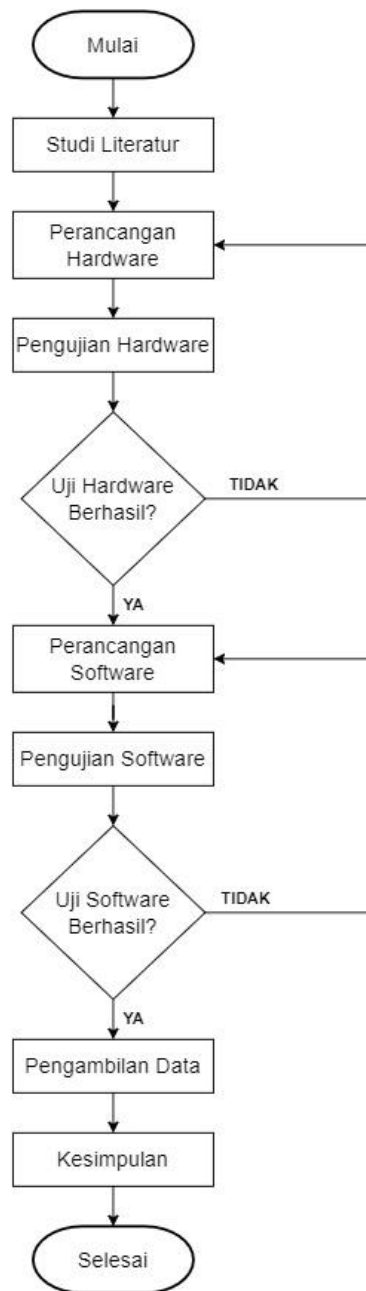 Mulai
Studi Literatur
Perancangan
Hardware
Pengujian Hardware
Uji Hardware
Berhasil?
TIDAK
YA
Perancangan
Software
Pengujian Software
Uji Software
Berhasil?
TIDAK
YA
Pengambilan Data
Kesimpulan
Selesai